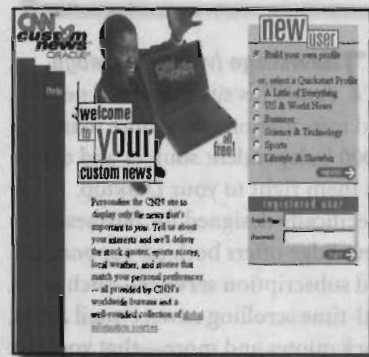 CNN
custom
news
ORACLE
welcome
to your
custom news
all
free!
Personalize the CNN site to
display only the news that's
important to you. Tell us about
your interests and we'll deliver
the stock quotes, sports scores,
local weather, and stories that
match your personal preferences
-- all provided by CNN's
worldwide bureaus and a
well-rounded collection of
information sources
new
user
Build your own profile
or, select a Quickstart Profile
A Little of Everything
US & World News
Business
Science & Technology
Sports
Lifestyle & Showbiz
registered user
Password